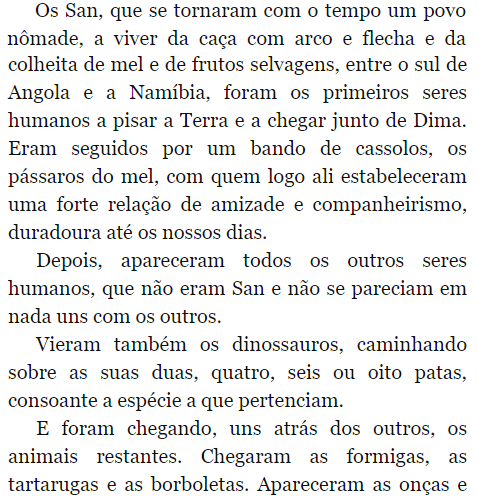 Os San, que se tornaram com o tempo um povo
nômade, a viver da caça com arco e flecha e da
colheita de mel e de frutos selvagens, entre o sul de
Angola e a Namíbia, foram os primeiros seres
humanos a pisar a Terra e a chegar junto de Dima.
Eram seguidos por um bando de cassolos, os
pássaros do mel, com quem logo ali estabeleceram
uma forte relação de amizade e companheirismo,
duradoura até os nossos dias.
Depois, apareceram todos os outros seres
humanos, que não eram San e não se pareciam em
nada uns com os outros.
Vieram também os dinossauros, caminhando
sobre as suas duas, quatro, seis ou oito patas,
consoante a espécie a que pertenciam.
E foram chegando, uns atrás dos outros, os
animais restantes. Chegaram as formigas, as
tartarugas e as borboletas. Apareceram as onças e